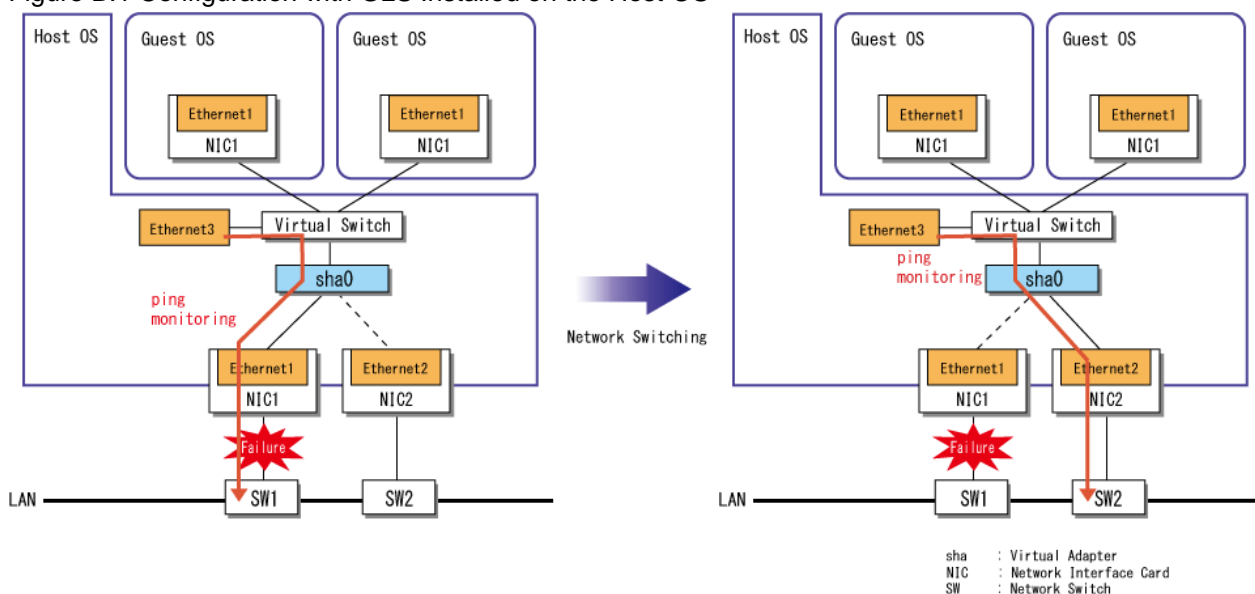 Host OS
Guest OS
Guest OS
Ethernet1
NIC1
Ethernet1
NIC1
Ethernet3
Virtual Switch
sha0
ping
monitoring
Ethernet1
NIC1
Ethernet2
NIC2
Failure
LAN
SW1
SW2
Network Switching
Host OS
Guest OS
Guest OS
Ethernet1
NIC1
Ethernet1
NIC1
Ethernet3
Virtual Switch
ping
monitoring
sha0
Ethernet1
NIC1
Ethernet2
NIC2
Failure
LAN
SW1
SW2
sha : Virtual Adapter
NIC : Network Interface Card
SW : Network Switch